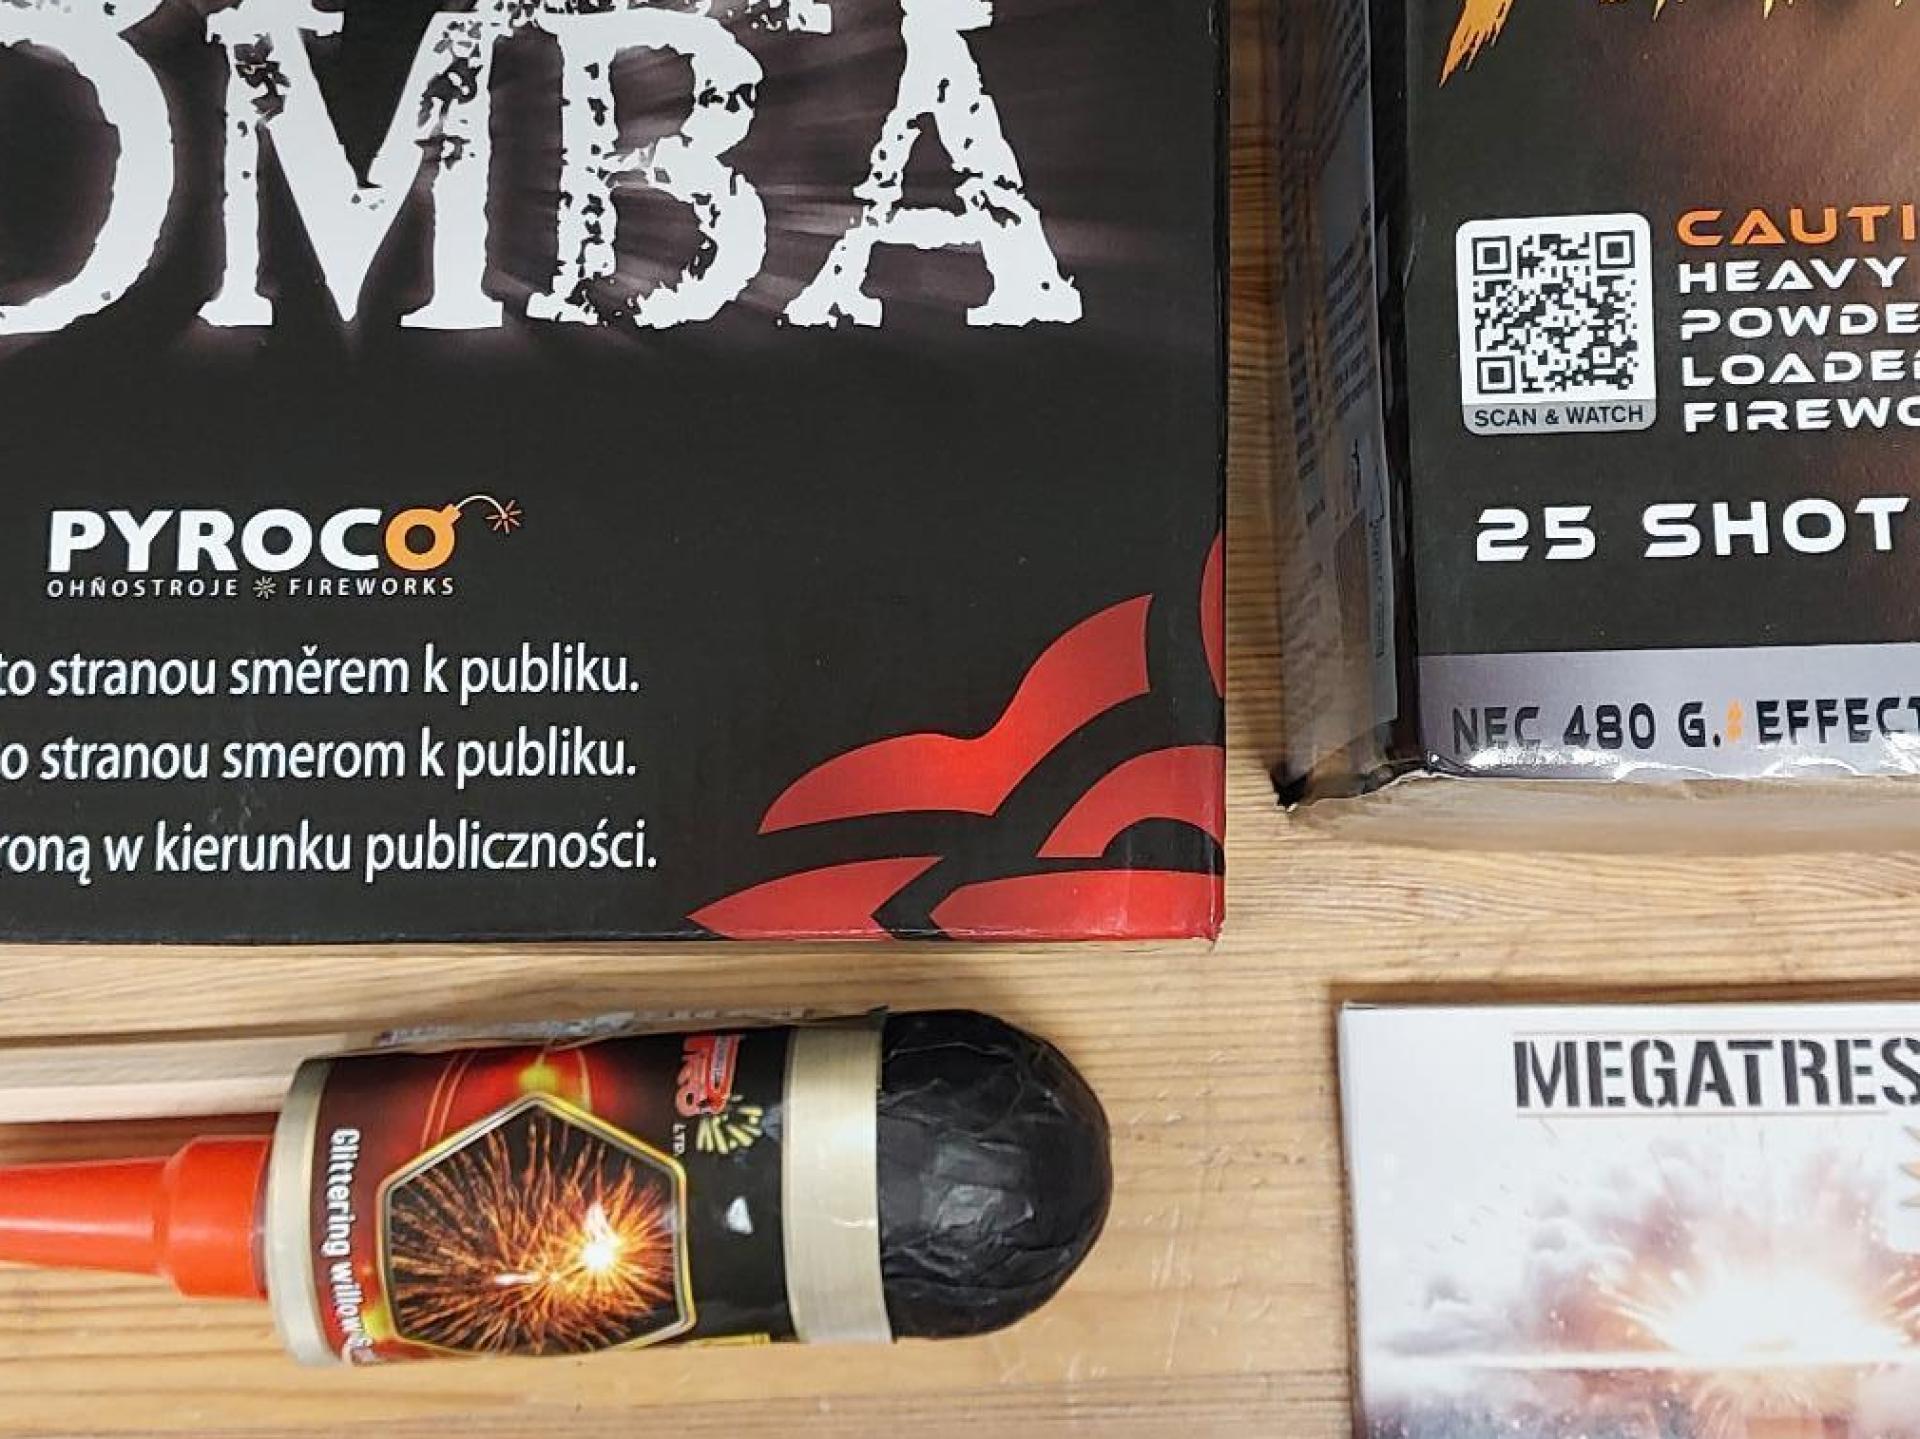 OMBA
PYROCO
OHŇOSTROJE FIREWORKS
to stranou směrem k publiku.
o stranou smerom k publiku.
roną w kierunku publiczności.
CAUTI
HEAVY
POWDE
LOADE
FIREWO
SCAN & WATCH
25 SHOT
NEC 480 G. EFFECT
Glittering willow &
LTD.
MEGATRES